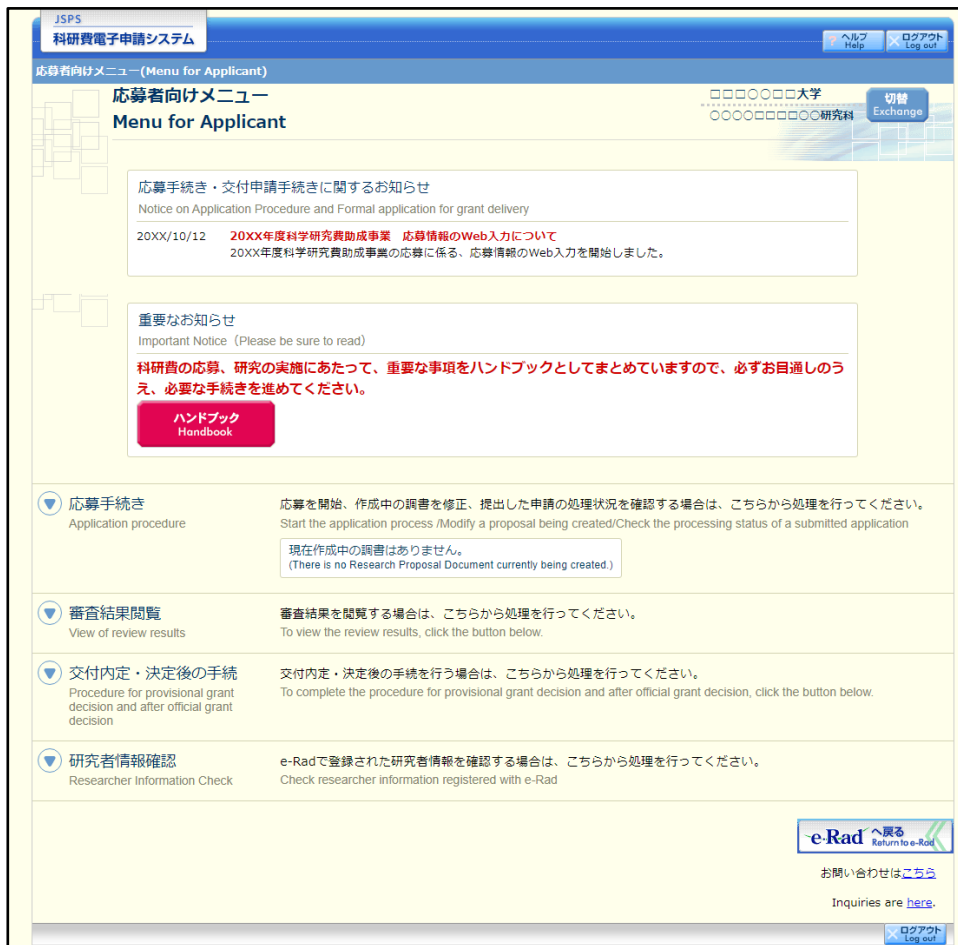 JSPS
科研費電子申請システム
? ヘルプ
Help
ログアウト
Log out
応募者向けメニュー(Menu for Applicant)
応募者向けメニュー
Menu for Applicant
□□□○○□□大学
○○○○□□□□○○研究科
切替
Exchange
応募手続き・交付申請手続きに関するお知らせ
Notice on Application Procedure and Formal application for grant delivery
20XX/10/12 20XX年度科学研究費助成事業 応募情報のWeb入力について
20XX年度科学研究費助成事業の応募に係る、応募情報のWeb入力を開始しました。
重要なお知らせ
Important Notice（Please be sure to read）
科研費の応募、研究の実施にあたって、重要な事項をハンドブックとしてまとめていますので、必ずお目通しのう
え、必要な手続きを進めてください。
ハンドブック
Handbook
応募手続き
Application procedure
応募を開始、作成中の調書を修正、提出した申請の処理状況を確認する場合は、こちらから処理を行ってください。
Start the application process /Modify a proposal being created/Check the processing status of a submitted application
現在作成中の調書はありません。
(There is no Research Proposal Document currently being created.)
審査結果閲覧
View of review results
審査結果を閲覧する場合は、こちらから処理を行ってください。
To view the review results, click the button below.
交付内定・決定後の手続
Procedure for provisional grant
decision and after official grant
decision
交付内定・決定後の手続を行う場合は、こちらから処理を行ってください。
To complete the procedure for provisional grant decision and after official grant decision, click the button below.
研究者情報確認
Researcher Information Check
e-Radで登録された研究者情報を確認する場合は、こちらから処理を行ってください。
Check researcher information registered with e-Rad
e-Rad へ戻る
Return to e-Rad
お問い合わせはこちら
Inquiries are here.
ログアウト
Log out